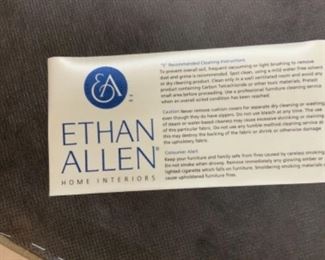 EA
™
ETHAN
ALLEN®
HOME INTERIORS
"S" Recommended Cleaning Instructions
To prevent overall soil, frequent vacuuming or light brushing to remove
dust and grime is recommended. Spot clean, using a mild water free solvent
or dry cleaning product. Clean only in a well ventilated room and avoid any
product containing Carbon Tetrachloride or other toxic materials. Pretest
small area before proceeding. Use a professional furniture cleaning service
when an overall soiled condition has been reached.
Caution Never remove cushion covers for separate dry cleaning or washing
even though they do have zippers. Do not use bleach at any time. The use
of steam or water-based cleaners may cause excessive shrinking or staining
of this particular fabric. Do not use any tumble method cleaning service as
this may destroy the backing of the fabric or shrink or otherwise damage
the upholstery fabric.
Consumer Alert
Keep your furniture and family safe from fires caused by careless smoking.
Do not smoke when drowsy. Remove immediately any glowing amber or
lighted cigarette which falls on furniture. Smoldering smoking materials
cause upholstered furniture fires.